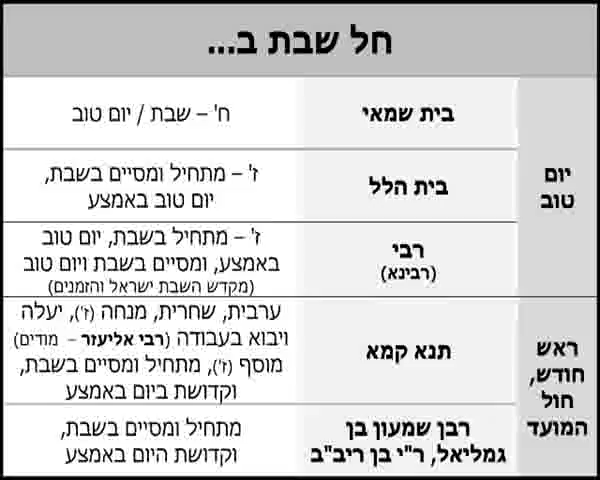 חל שבת ב...
יום
טוב
בית שמאי
ח' – שבת / יום טוב
בית הלל
ז' – מתחיל ומסיים בשבת,
יום טוב באמצע
רבי
(רבינא)
ז' – מתחיל בשבת, יום טוב
באמצע, ומסיים בשבת ויום טוב
(מקדש השבת ישראל והזמנים)
ראש
חודש,
חול
המועד
תנא קמא
ערבית, שחרית, מנחה (ז'), יעלה
ויבוא בעבודה (רבי אליעזר – מודים)
מוסף (ז'), מתחיל ומסיים בשבת,
וקדושת ביום באמצע
רבן שמעון בן
גמליאל, ר"י בן ריב"ב
מתחיל ומסיים בשבת,
וקדושת היום באמצע